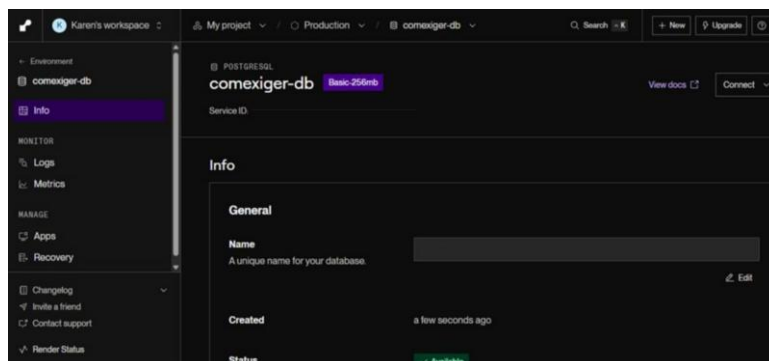 Karen's workspace
My project / Production / comexiger-db
Search
+ New
Upgrade
← Environment
comexiger-db
Info
MONITOR
Logs
Metrics
MANAGE
Apps
Recovery
Changelog
Invite a friend
Contact support
Render Status
POSTGRESQL
comexiger-db Basic-256mb
View docs
Connect
Service ID:
Info
General
Name
A unique name for your database.
Edit
Created a few seconds ago
Status Available